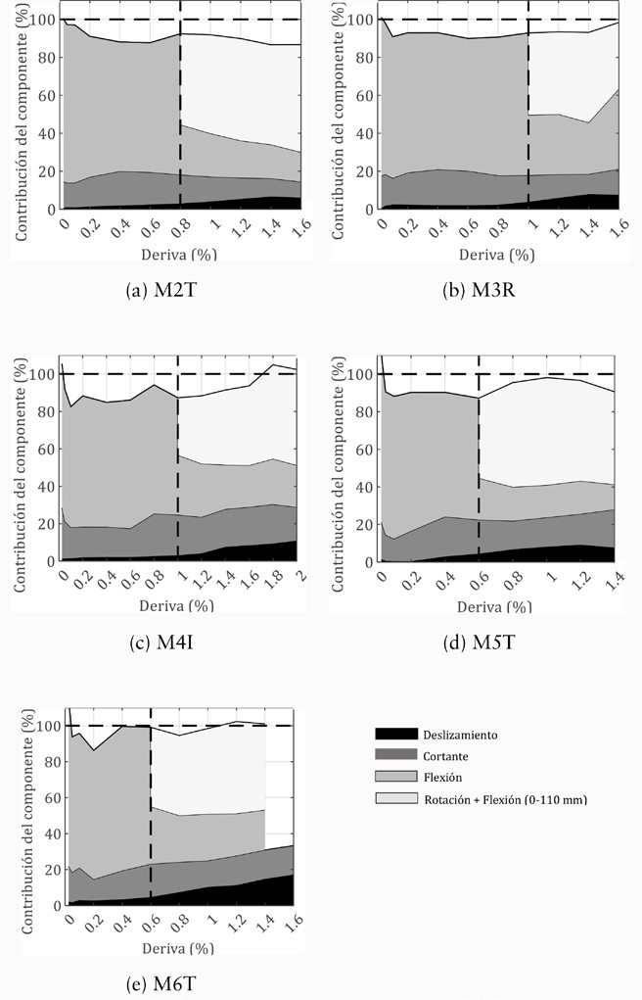 Contribución del componente (%)
100
80
60
40
20
0
0 0.2 0.4 0.6 0.8 1 1.2 1.4 1.6
Deriva (%)
(a) M2T
Contribución del componente (%)
100
80
60
40
20
0
0 0.2 0.4 0.6 0.8 1 1.2 1.4 1.6
Deriva (%)
(b) M3R
Contribución del componente (%)
100
80
60
40
20
0
0 0.2 0.4 0.6 0.8 1 1.2 1.4 1.6 1.8 2
Deriva (%)
(c) M4I
Contribución del componente (%)
100
80
60
40
20
0
0 0.2 0.4 0.6 0.8 1 1.2 1.4
Deriva (%)
(d) M5T
Contribución del componente (%)
100
80
60
40
20
0
0 0.2 0.4 0.6 0.8 1 1.2 1.4 1.6
Deriva (%)
(e) M6T
Deslizamiento
Cortante
Flexión
Rotación + Flexión (0-110 mm)